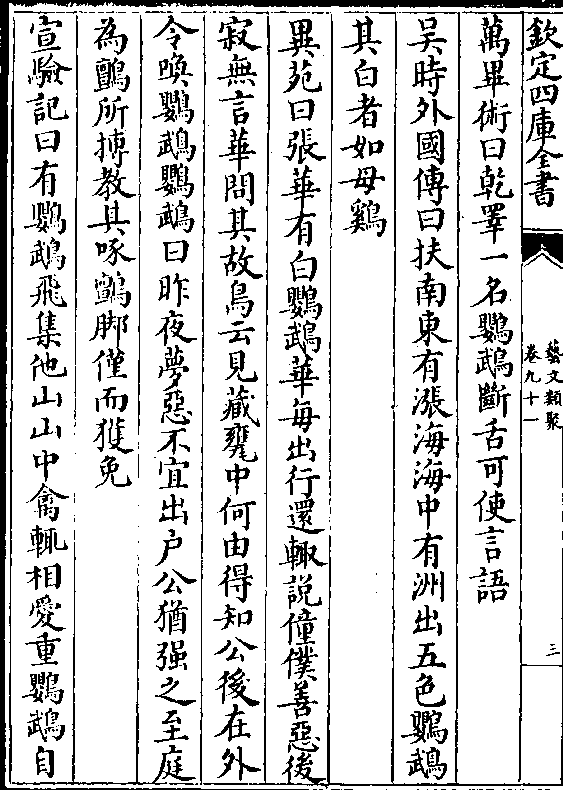 欽定四庫全書
藝文類聚
卷九十一
三
萬畢術曰乾睪一名鸚鵡斷舌可使言語
吳時外國傳曰扶南東有漲海海中有洲出五色鸚鵡
其白者如母鷄
異苑曰張華有白鸚鵡華每出行還輙說僮僕善惡後
寂無言華問其故鳥云見藏甕中何由得知公後在外
令喚鸚鵡鸚鵡曰昨夜夢惡不宜出户公猶强之至庭
為鸇所搏教其啄鸇脚僅而獲免
宣驗記曰有鸚鵡飛集他山山中禽輒相愛重鸚鵡自